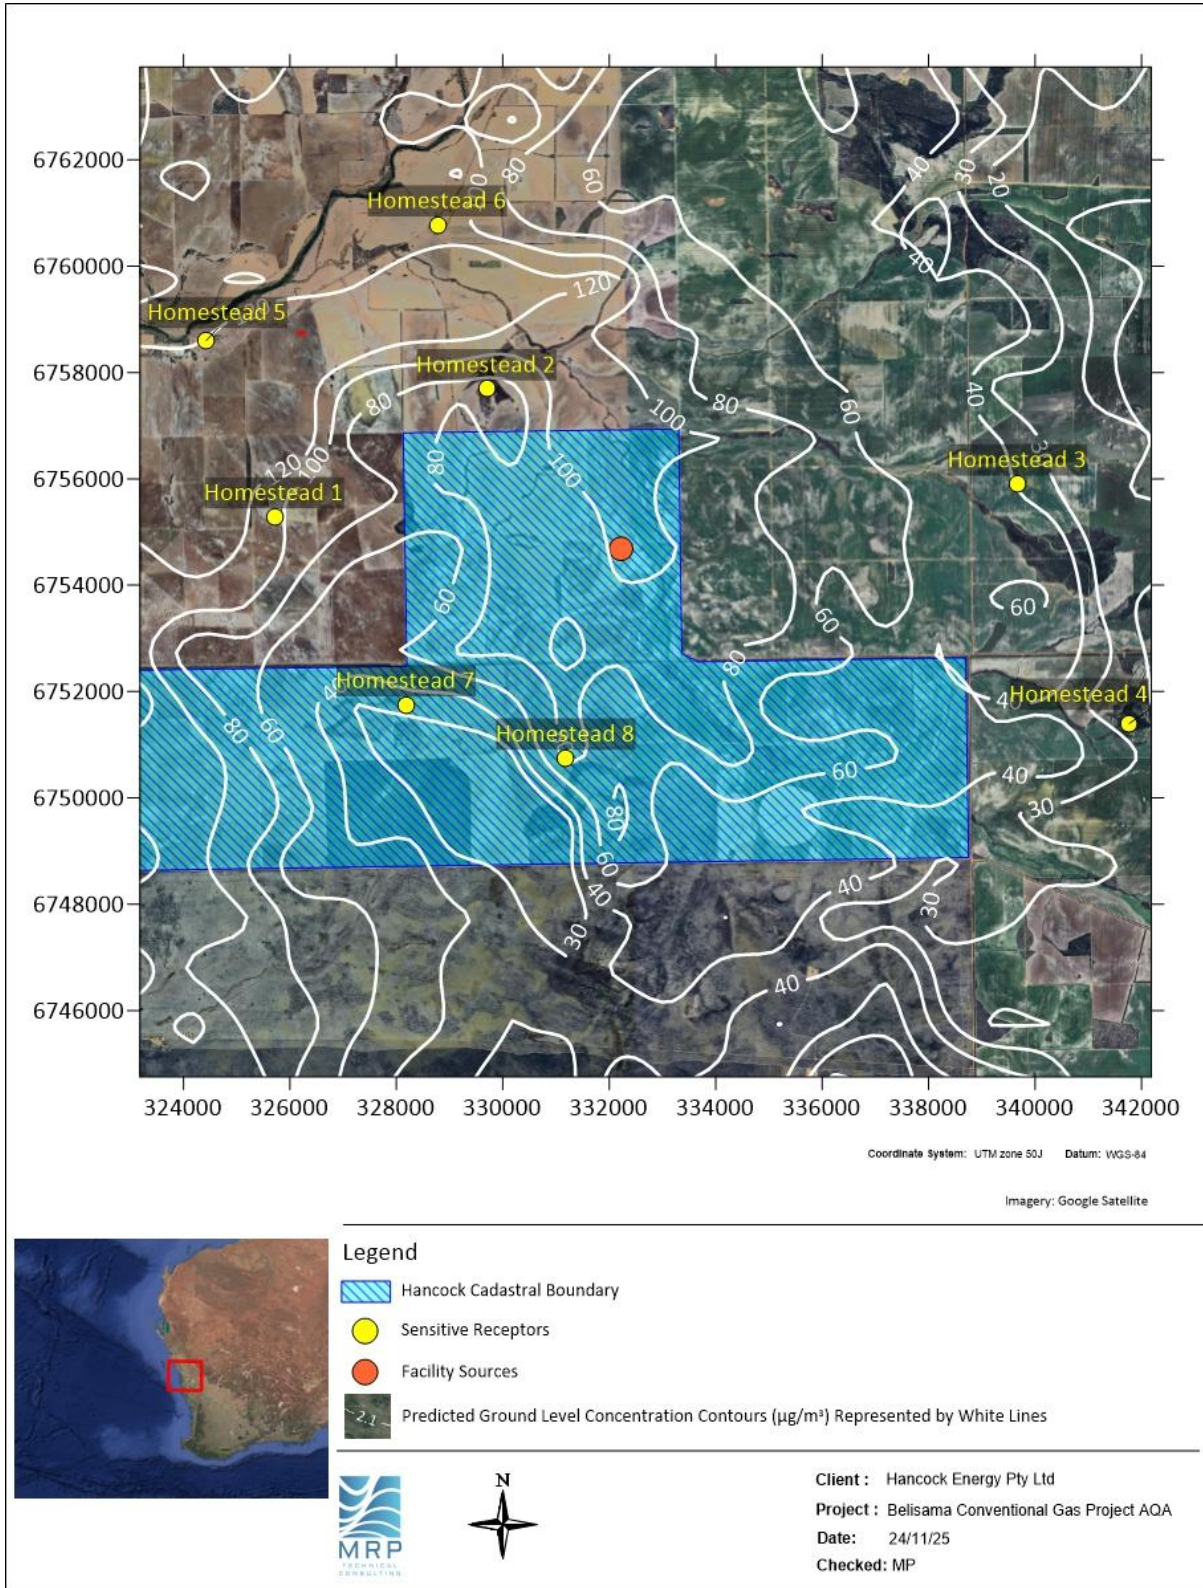 6762000
6760000
6758000
6756000
6754000
6752000
6750000
6748000
6746000
324000 326000 328000 330000 332000 334000 336000 338000 340000 342000
80
60
40
30
20
Homestead 6
40
120
Homestead 5
Homestead 2
80
100
80
60
40
80
100
120
100
Homestead 3
Homestead 1
60
60
60
80
40
Homestead 7
40
Homestead 4
80
60
Homestead 8
60
40
80
30
60
40
40
30
30
40
Coordinate System: UTM zone 50J Datum: WGS-84
Imagery: Google Satellite
Legend
Hancock Cadastral Boundary
Sensitive Receptors
Facility Sources
2.1
Predicted Ground Level Concentration Contours (µg/m³) Represented by White Lines
MRP
TECHNICAL
CONSULTING
N
Client : Hancock Energy Pty Ltd
Project : Belisama Conventional Gas Project AQA
Date: 24/11/25
Checked: MP